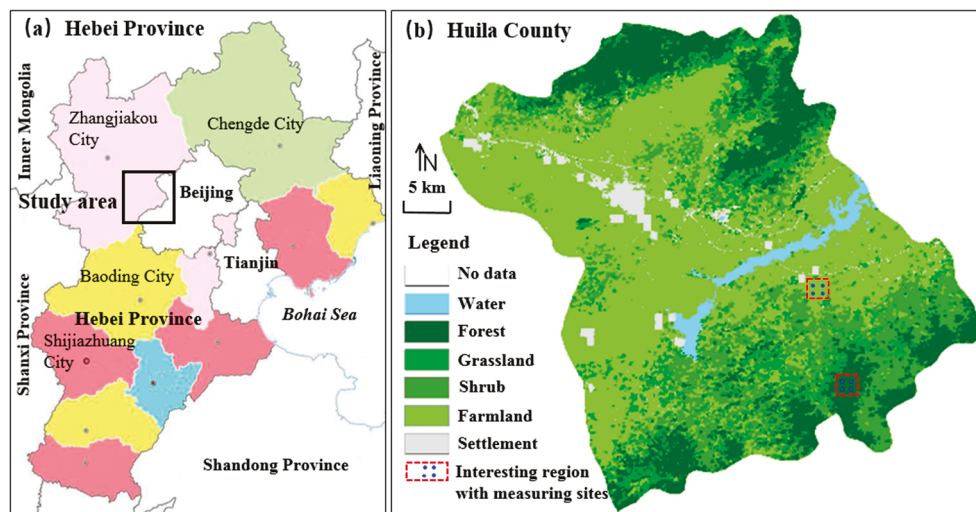 (a) Hebei Province
Inner Mongolia
Zhangjiakou
City
Chengde City
Liaoning Province
Study area
Beijing
Tianjin
Baoding City
Bohai Sea
Shanxi Province
Hebei Province
Shijiazhuang
City
Shandong Province
(b) Huila County
N
5 km
Legend
No data
Water
Forest
Grassland
Shrub
Farmland
Settlement
Interesting region
with measuring sites